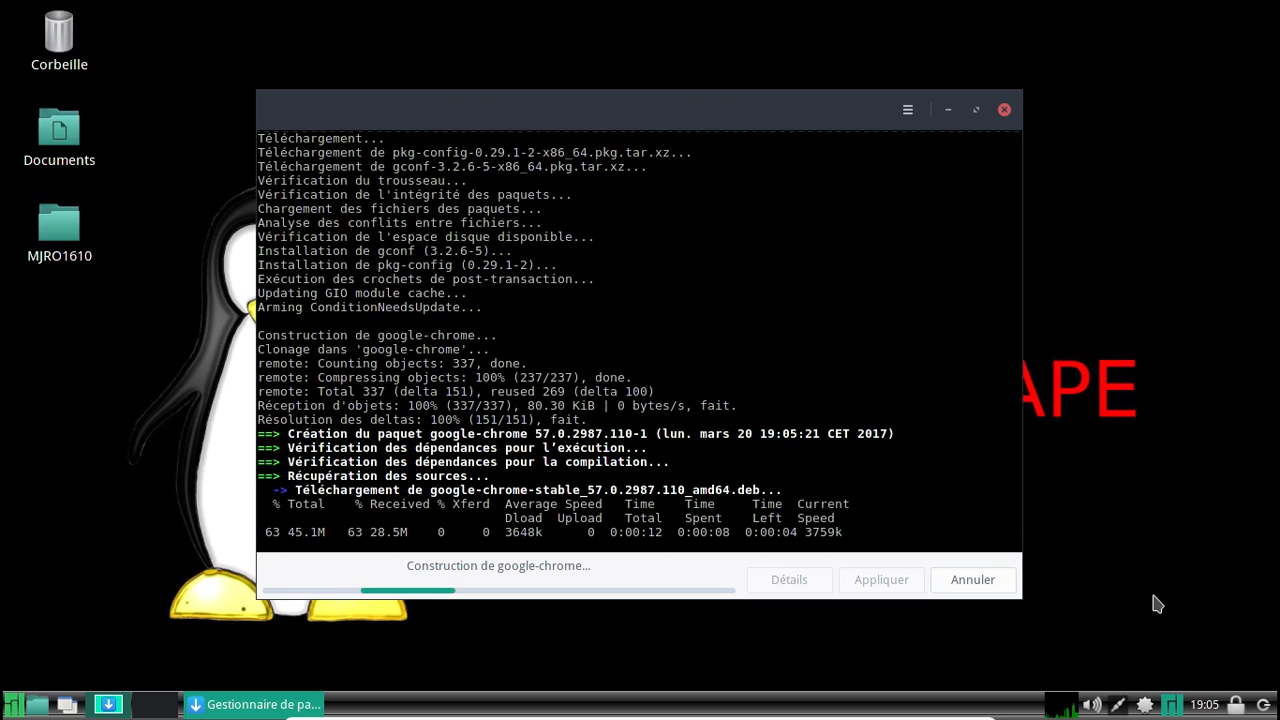 Corbeille
Documents
MJRO1610
Téléchargement...
Téléchargement de pkg-config-0.29.1-2-x86_64.pkg.tar.xz...
Téléchargement de gconf-3.2.6-5-x86_64.pkg.tar.xz...
Vérification du trousseau...
Vérification de l'intégrité des paquets...
Chargement des fichiers des paquets...
Analyse des conflits entre fichiers...
Vérification de l'espace disque disponible...
Installation de gconf (3.2.6-5)...
Installation de pkg-config (0.29.1-2)...
Exécution des crochets de post-transaction...
Updating GIO module cache...
Arming ConditionNeedsUpdate...
Construction de google-chrome...
Clonage dans 'google-chrome'...
remote: Counting objects: 337, done.
remote: Compressing objects: 100% (237/237), done.
remote: Total 337 (delta 151), reused 269 (delta 100)
Réception d'objets: 100% (337/337), 80.30 KiB | 0 bytes/s, fait.
Résolution des deltas: 100% (151/151), fait.
==> Création du paquet google-chrome 57.0.2987.110-1 (lun. mars 20 19:05:21 CET 2017)
==> Vérification des dépendances pour l’exécution...
==> Vérification des dépendances pour la compilation...
==> Récupération des sources...
-> Téléchargement de google-chrome-stable_57.0.2987.110_amd64.deb...
% Total % Received % Xferd Average Speed Time Time Time Current
Dload Upload Total Spent Left Speed
63 45.1M 63 28.5M 0 0 3648k 0 0:00:12 0:00:08 0:00:04 3759k
Construction de google-chrome...
Détails
Appliquer
Annuler
APE
Gestionnaire de pa...
19:05